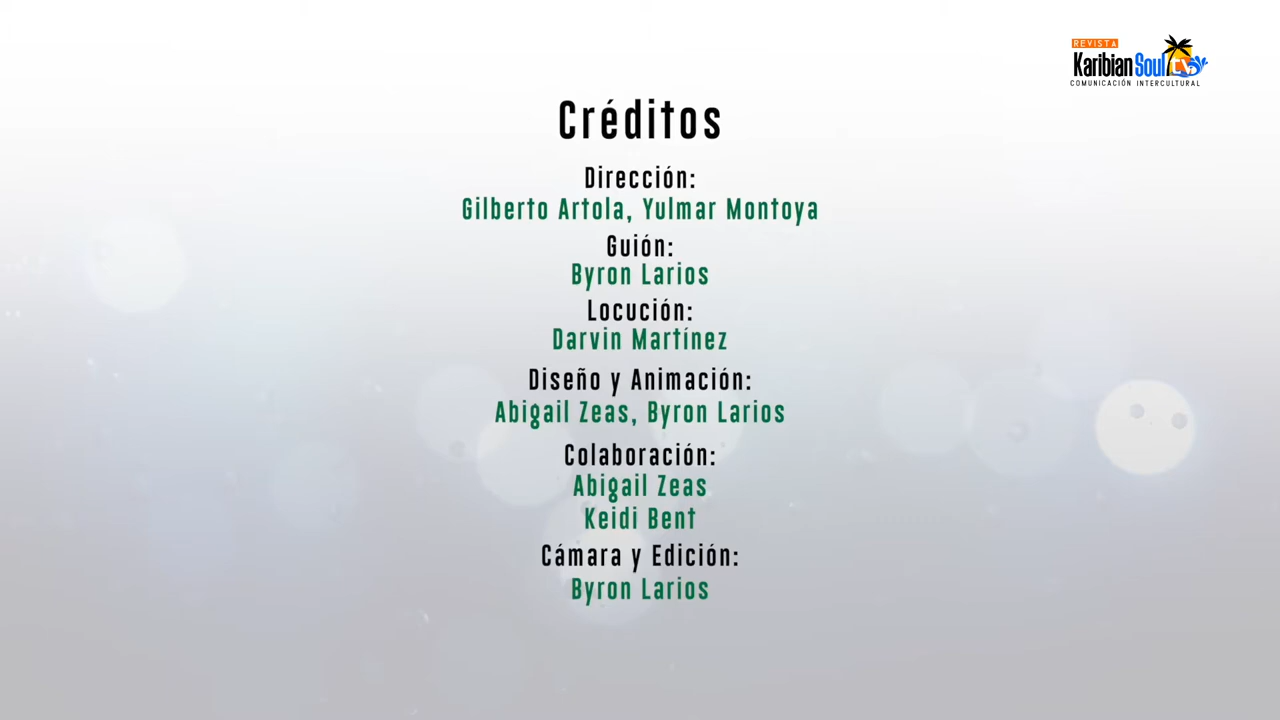 REVISTA
Karibian Soul TV
COMUNICACIÓN INTERCULTURAL
Créditos
Dirección:
Gilberto Artola, Yulmar Montoya
Guión:
Byron Larios
Locución:
Darvin Martínez
Diseño y Animación:
Abigail Zeas, Byron Larios
Colaboración:
Abigail Zeas
Keidi Bent
Cámara y Edición:
Byron Larios